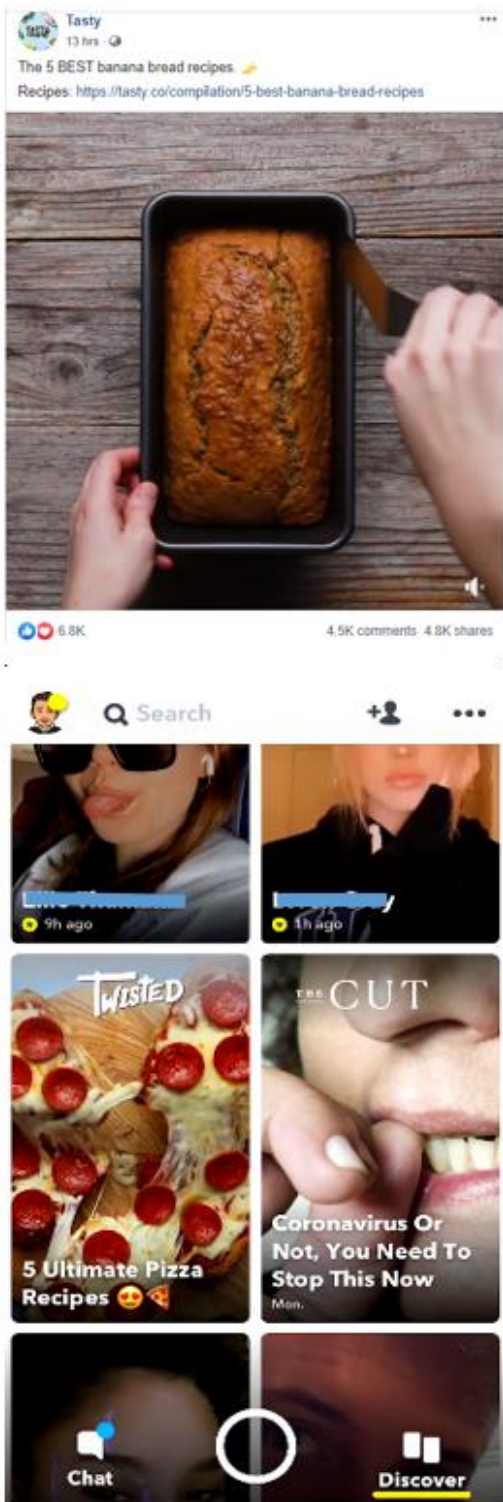 TASTY
Tasty
13 hrs
The 5 BEST banana bread recipes.
Recipes: https://tasty.co/compilation/5-best-banana-bread-recipes
6.8K
4.5K comments 4.8K shares
Search
9h ago
1h ago
TWISTED
THE CUT
5 Ultimate Pizza
Recipes 😍🍕
Coronavirus Or
Not, You Need To
Stop This Now
Mon.
Chat
Discover